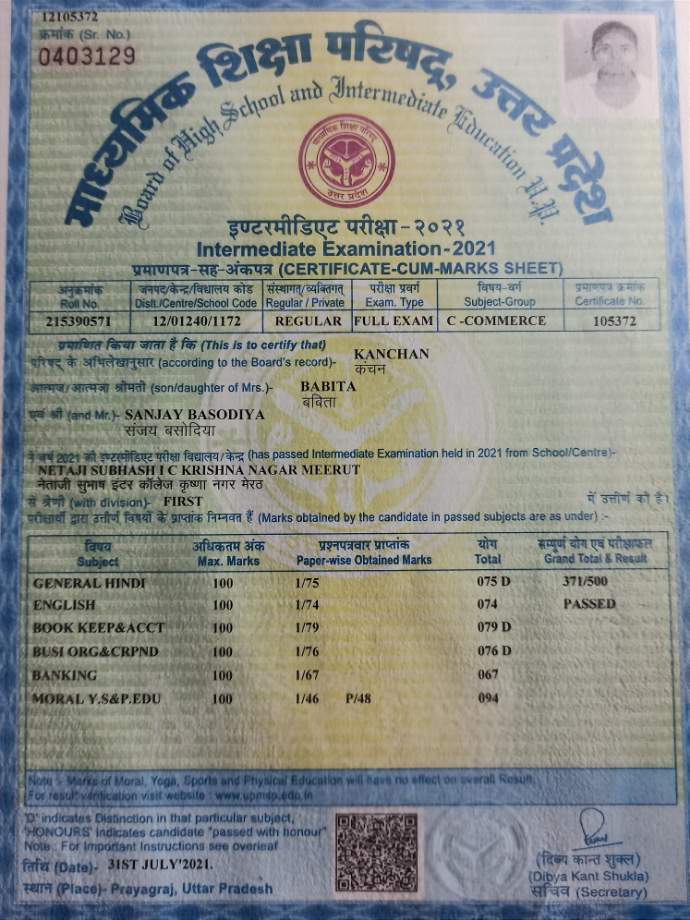 12105372
क्रमांक (Sr. No.)
0403129
माध्यमिक शिक्षा परिषद्, उत्तर प्रदेश
Board of High School and Intermediate Education U.P.
माध्यमिक शिक्षा परिषद्
उत्तर प्रदेश
इण्टरमीडिएट परीक्षा - २०२१
Intermediate Examination-2021
प्रमाणपत्र-सह-अंकपत्र (CERTIFICATE-CUM-MARKS SHEET)
अनुक्रमांक जनपद/केन्द्र/विद्यालय कोड संस्थागत/व्यक्तिगत परीक्षा प्रवर्ग विषय-वर्ग प्रमाणपत्र क्रमांक
Roll No. Distt./Centre/School Code Regular / Private Exam. Type Subject-Group Certificate No.
215390571 12/01240/1172 REGULAR FULL EXAM C -COMMERCE 105372
प्रमाणित किया जाता है कि (This is to certify that)
परिषद् के अभिलेखानुसार (according to the Board's record)- KANCHAN
कंचन
आत्मज/आत्मजा श्रीमती (son/daughter of Mrs.)- BABITA
बबिता
एवं श्री (and Mr.)- SANJAY BASODIYA
संजय बसोदिया
ने वर्ष 2021 की इण्टरमीडिएट परीक्षा विद्यालय/केन्द्र (has passed Intermediate Examination held in 2021 from School/Centre)-
NETAJI SUBHASH I C KRISHNA NAGAR MEERUT
नेताजी सुभाष इंटर कॉलेज कृष्णा नगर मेरठ
से श्रेणी (with division)- FIRST में उत्तीर्ण की है।
परीक्षार्थी द्वारा उत्तीर्ण विषयों के प्राप्तांक निम्नवत हैं (Marks obtained by the candidate in passed subjects are as under) :-
विषय अधिकतम अंक प्रश्नपत्रवार प्राप्तांक योग सम्पूर्ण योग एवं परीक्षाफल
Subject Max. Marks Paper-wise Obtained Marks Total Grand Total & Result
GENERAL HINDI 100 1/75 075 D 371/500
ENGLISH 100 1/74 074 PASSED
BOOK KEEP&ACCT 100 1/79 079 D
BUSI ORG&CRPND 100 1/76 076 D
BANKING 100 1/67 067
MORAL Y.S&P.EDU 100 1/46 P/48 094
Note :- Marks of Moral, Yoga, Sports and Physical Education will have no effect on overall Result.
For result verification visit website : www.upmsp.edu.in
'D' indicates Distinction in that particular subject,
'HONOURS' indicates candidate "passed with honour"
Note : For Important Instructions see overleaf
तिथि (Date)- 31ST JULY'2021.
स्थान (Place)- Prayagraj, Uttar Pradesh
(दिब्य कान्त शुक्ल)
(Dibya Kant Shukla)
सचिव (Secretary)